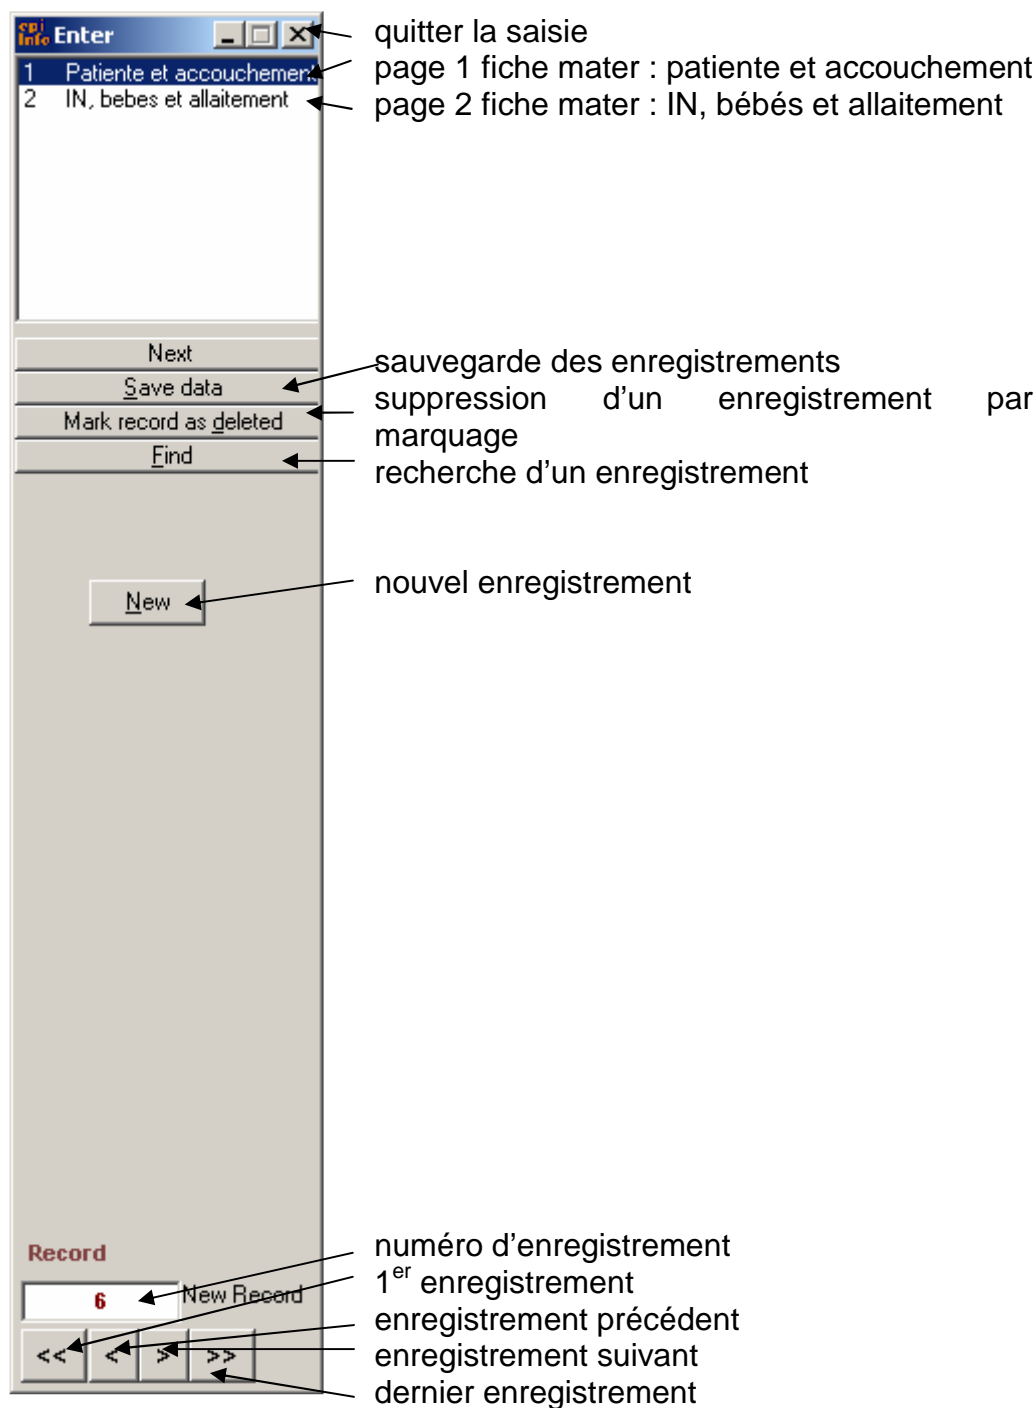 Epi Info Enter
quitter la saisie
1 Patiente et accouchement
page 1 fiche mater : patiente et accouchement
2 IN, bebes et allaitement
page 2 fiche mater : IN, bébés et allaitement
Next
Save data
sauvegarde des enregistrements
Mark record as deleted
suppression d’un enregistrement par
marquage
Find
recherche d’un enregistrement
New
nouvel enregistrement
Record
numéro d’enregistrement
6 New Record
1er enregistrement
enregistrement précédent
<< < > >>
enregistrement suivant
dernier enregistrement